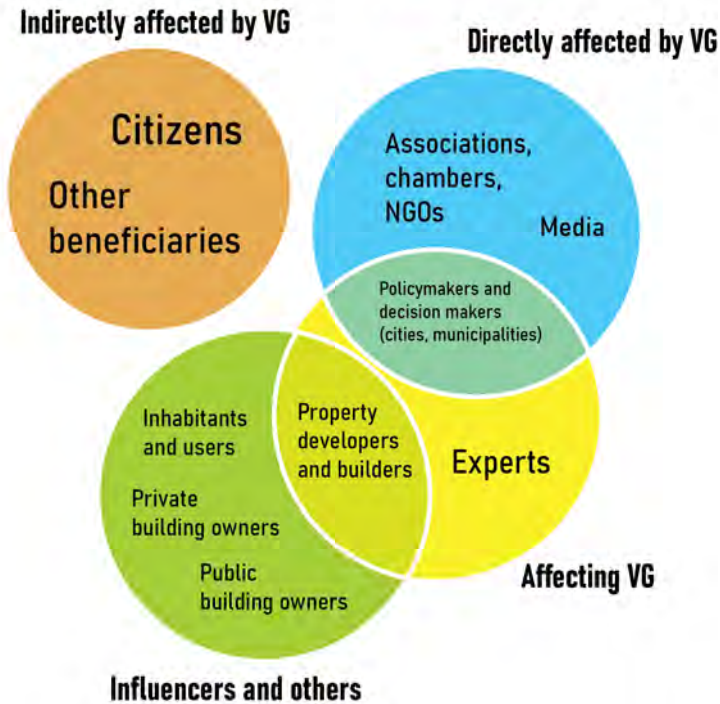 Indirectly affected by VG
Citizens
Other
beneficiaries
Directly affected by VG
Associations,
chambers,
NGOs
Media
Policymakers and
decision makers
(cities, municipalities)
Inhabitants
and users
Private
building owners
Public
building owners
Property
developers
and builders
Experts
Affecting VG
Influencers and others